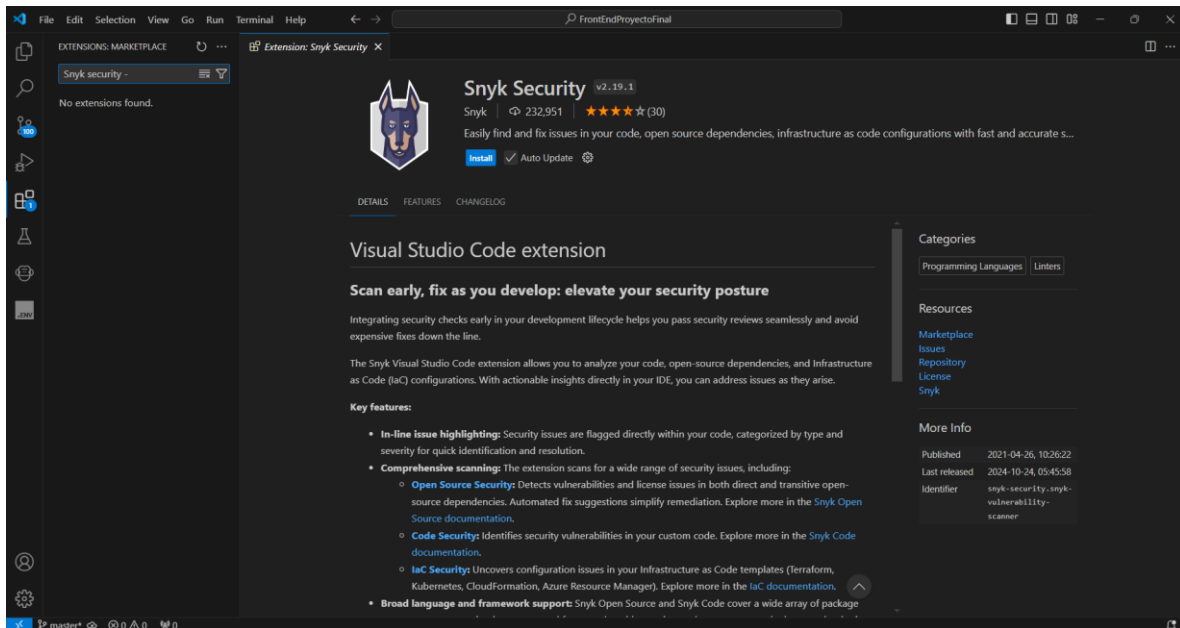 File Edit Selection View Go Run Terminal Help
FrontEndProyectoFinal
EXTENSIONS: MARKETPLACE
Snyk security -
No extensions found.
100
1
.ENV
Extension: Snyk Security
Snyk Security v2.19.1
Snyk 232,951 (30)
Easily find and fix issues in your code, open source dependencies, infrastructure as code configurations with fast and accurate s...
Install Auto Update
DETAILS FEATURES CHANGELOG
Visual Studio Code extension
Scan early, fix as you develop: elevate your security posture
Integrating security checks early in your development lifecycle helps you pass security reviews seamlessly and avoid
expensive fixes down the line.
The Snyk Visual Studio Code extension allows you to analyze your code, open-source dependencies, and Infrastructure
as Code (IaC) configurations. With actionable insights directly in your IDE, you can address issues as they arise.
Key features:
• In-line issue highlighting: Security issues are flagged directly within your code, categorized by type and
severity for quick identification and resolution.
• Comprehensive scanning: The extension scans for a wide range of security issues, including:
○ Open Source Security: Detects vulnerabilities and license issues in both direct and transitive open-
source dependencies. Automated fix suggestions simplify remediation. Explore more in the Snyk Open
Source documentation.
○ Code Security: Identifies security vulnerabilities in your custom code. Explore more in the Snyk Code
documentation.
○ IaC Security: Uncovers configuration issues in your Infrastructure as Code templates (Terraform,
Kubernetes, CloudFormation, Azure Resource Manager). Explore more in the IaC documentation.
• Broad language and framework support: Snyk Open Source and Snyk Code cover a wide array of package
Categories
Programming Languages Linters
Resources
Marketplace
Issues
Repository
License
Snyk
More Info
Published 2021-04-26, 10:26:22
Last released 2024-10-24, 05:45:58
Identifier snyk-security.snyk-
vulnerability-
scanner
master* 0 0 0